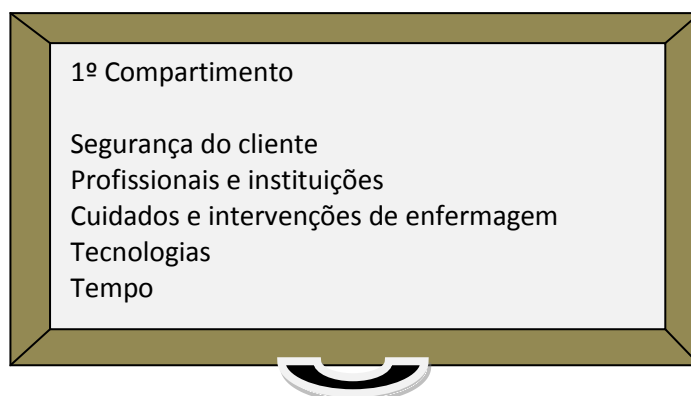 1º Compartimento
Segurança do cliente
Profissionais e instituições
Cuidados e intervenções de enfermagem
Tecnologias
Tempo